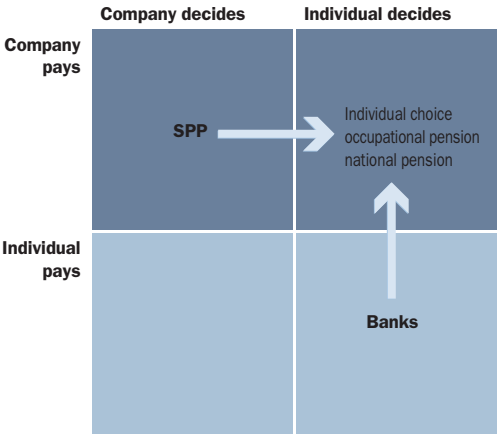 Company decides
Individual decides
Company
pays
SPP
Individual choice
occupational pension
national pension
Individual
pays
Banks